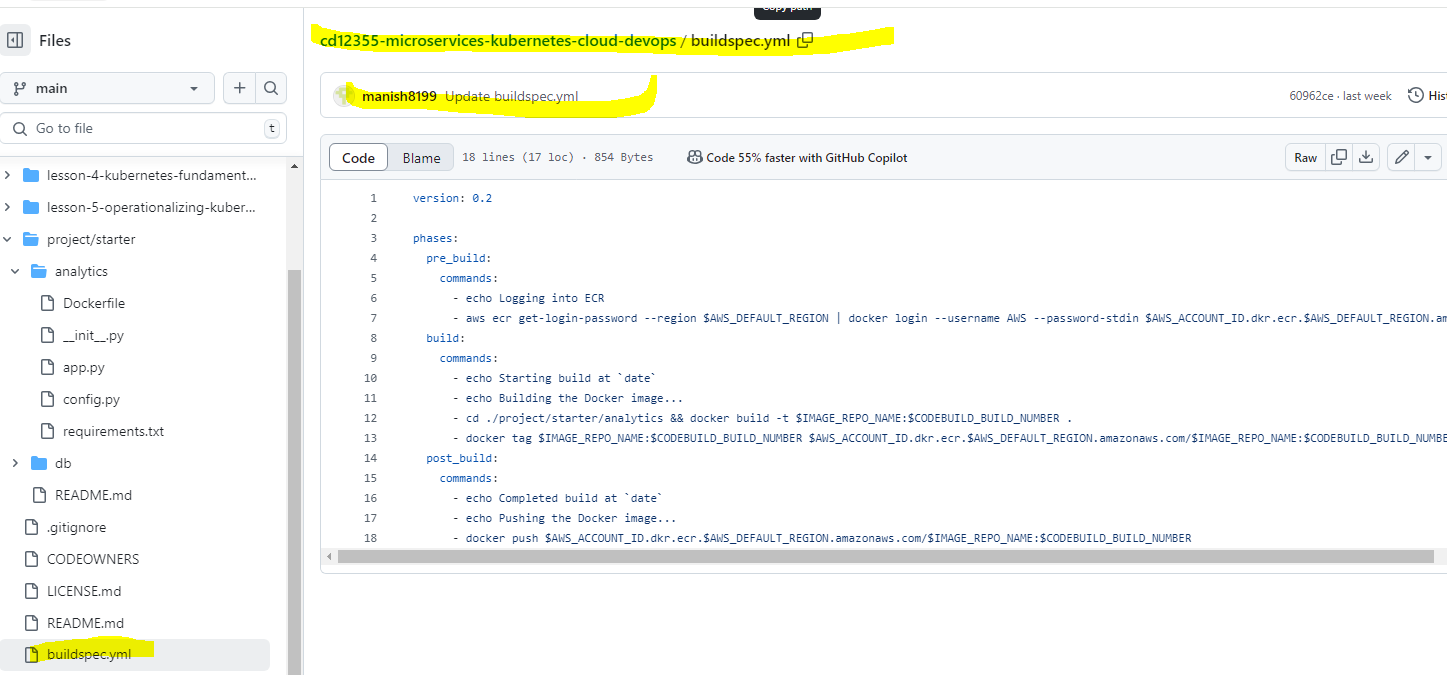 Copy path
Files
cd12355-microservices-kubernetes-cloud-devops / buildspec.yml
main
manish8199 Update buildspec.yml
60962ce · last week
Go to file
t
Code
Blame
18 lines (17 loc) · 854 Bytes
Code 55% faster with GitHub Copilot
Raw
lesson-4-kubernetes-fundament...
lesson-5-operationalizing-kuber...
project/starter
analytics
Dockerfile
__init__.py
app.py
config.py
requirements.txt
db
README.md
.gitignore
CODEOWNERS
LICENSE.md
README.md
buildspec.yml
1 version: 0.2
2
3 phases:
4 pre_build:
5 commands:
6 - echo Logging into ECR
7 - aws ecr get-login-password --region $AWS_DEFAULT_REGION | docker login --username AWS --password-stdin $AWS_ACCOUNT_ID.dkr.ecr.$AWS_DEFAULT_REGION.am
8 build:
9 commands:
10 - echo Starting build at `date`
11 - echo Building the Docker image...
12 - cd ./project/starter/analytics && docker build -t $IMAGE_REPO_NAME:$CODEBUILD_BUILD_NUMBER .
13 - docker tag $IMAGE_REPO_NAME:$CODEBUILD_BUILD_NUMBER $AWS_ACCOUNT_ID.dkr.ecr.$AWS_DEFAULT_REGION.amazonaws.com/$IMAGE_REPO_NAME:$CODEBUILD_BUILD_NUMBE
14 post_build:
15 commands:
16 - echo Completed build at `date`
17 - echo Pushing the Docker image...
18 - docker push $AWS_ACCOUNT_ID.dkr.ecr.$AWS_DEFAULT_REGION.amazonaws.com/$IMAGE_REPO_NAME:$CODEBUILD_BUILD_NUMBER